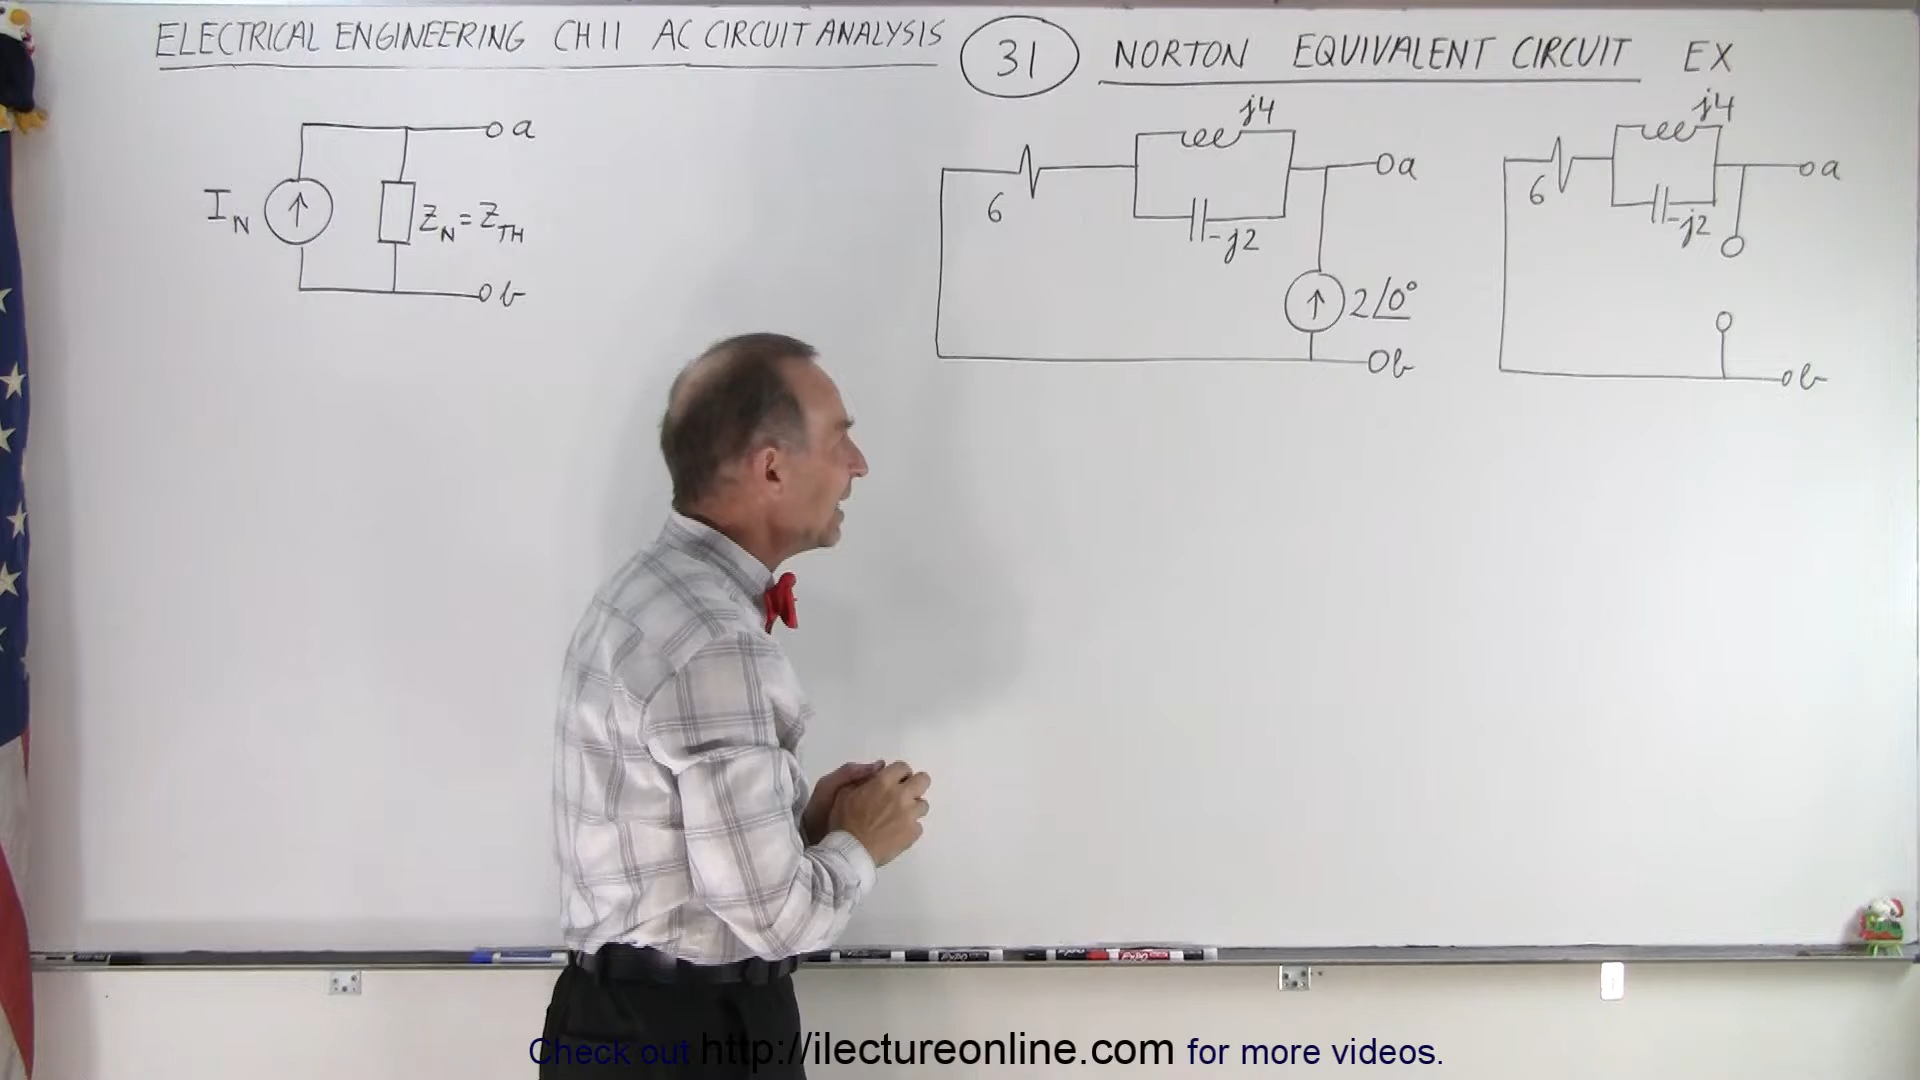 ELECTRICAL ENGINEERING CH 11 AC CIRCUIT ANALYSIS
31
NORTON EQUIVALENT CIRCUIT EX
a
I_N
Z_N = Z_TH
b
j4
6
-j2
a
2/0°
b
j4
6
-j2
a
b
Check out http://ilectureonline.com for more videos.